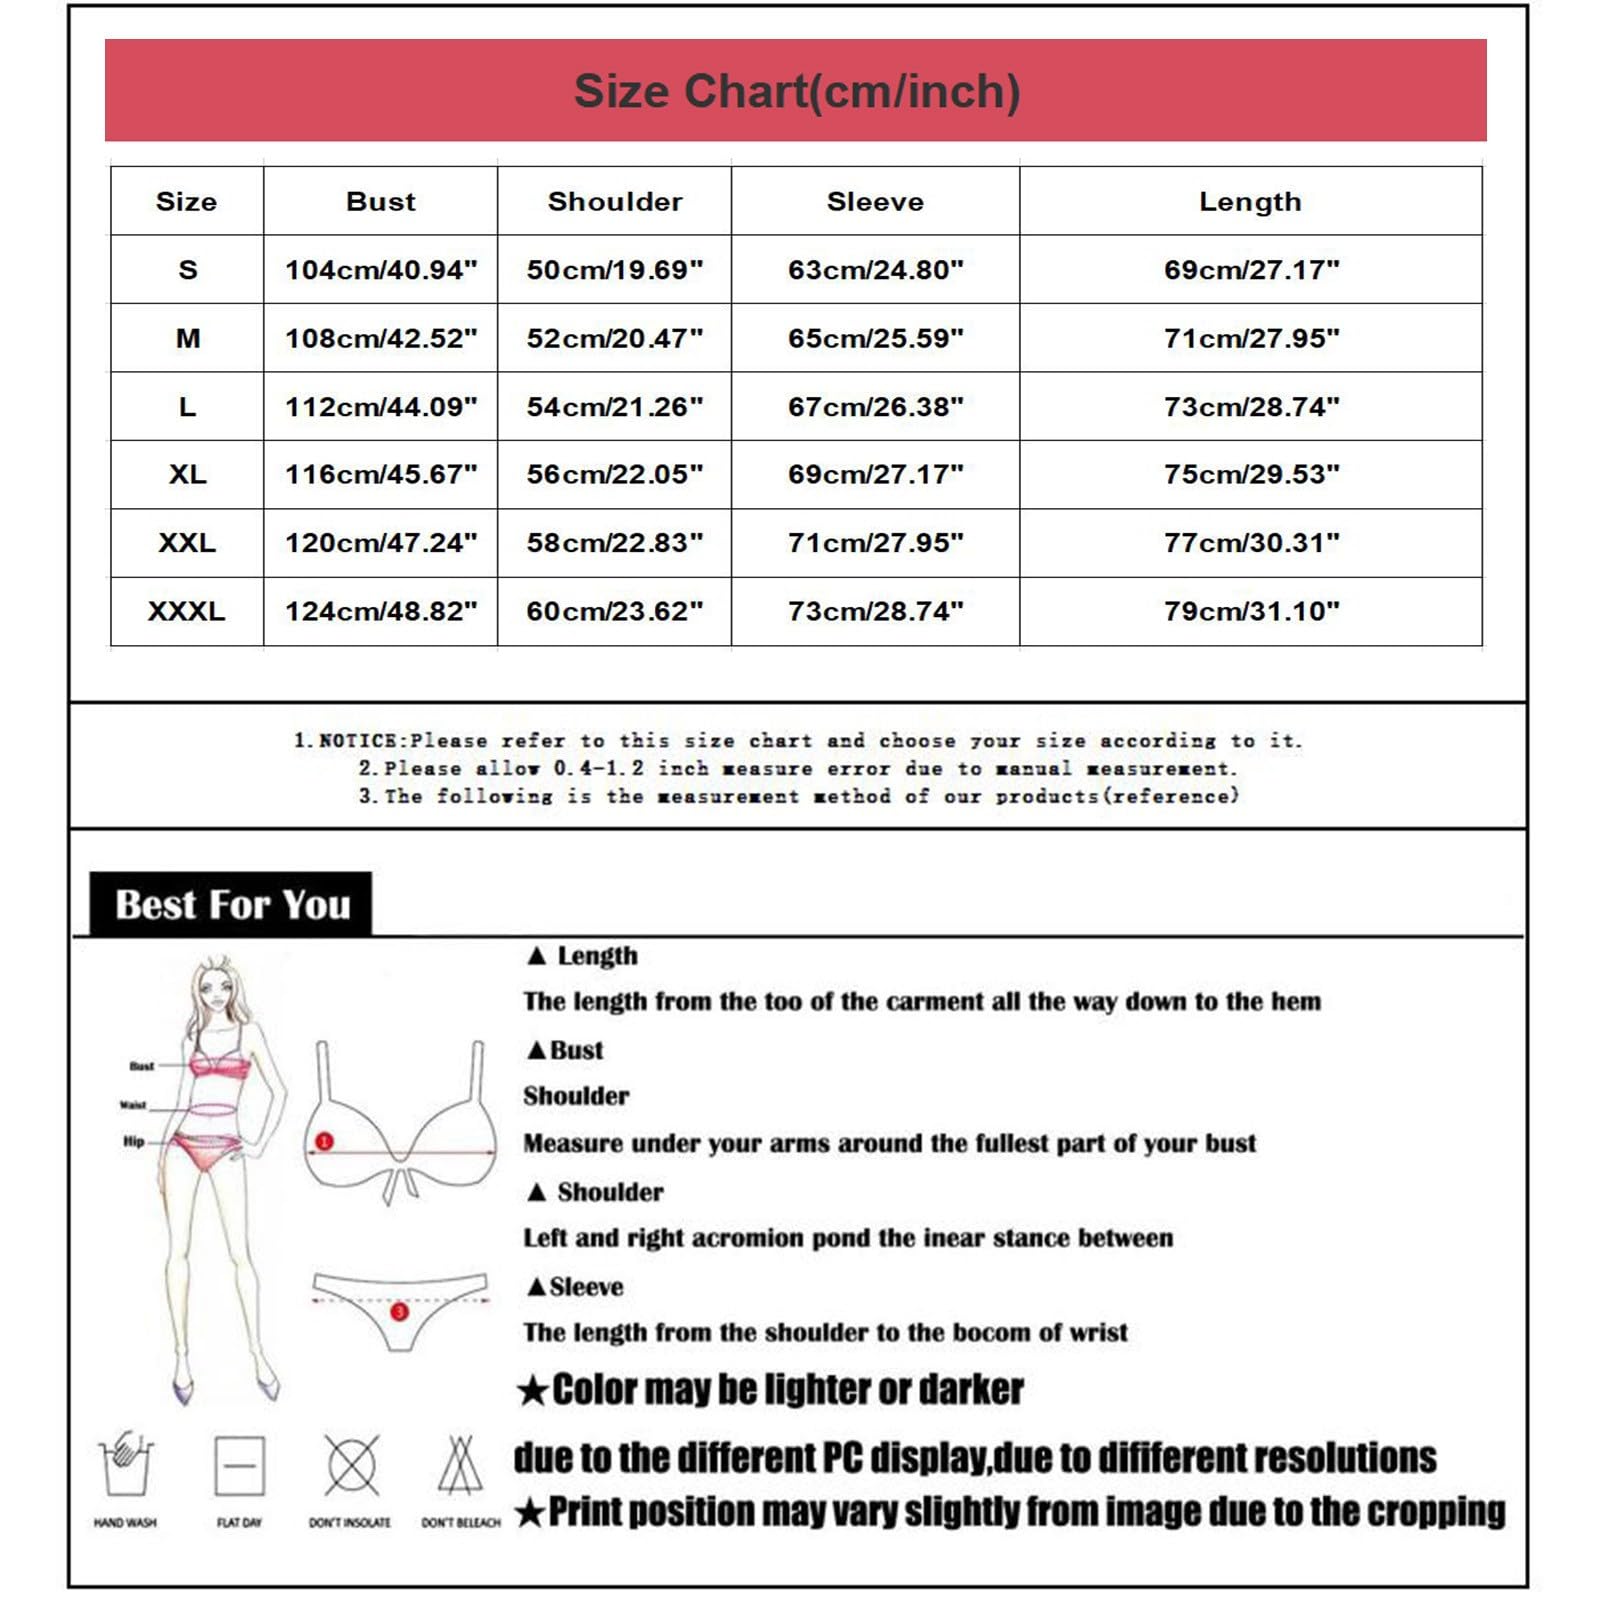 Size Chart(cm/inch)
Size Bust Shoulder Sleeve Length
S 104cm/40.94" 50cm/19.69" 63cm/24.80" 69cm/27.17"
M 108cm/42.52" 52cm/20.47" 65cm/25.59" 71cm/27.95"
L 112cm/44.09" 54cm/21.26" 67cm/26.38" 73cm/28.74"
XL 116cm/45.67" 56cm/22.05" 69cm/27.17" 75cm/29.53"
XXL 120cm/47.24" 58cm/22.83" 71cm/27.95" 77cm/30.31"
XXXL 124cm/48.82" 60cm/23.62" 73cm/28.74" 79cm/31.10"
1.NOTICE:Please refer to this size chart and choose your size according to it.
2.Please allow 0.4-1.2 inch measure error due to manual measurement.
3.The following is the measurement method of our products(reference)
Best For You
▲ Length
The length from the too of the carment all the way down to the hem
▲Bust
Shoulder
Measure under your arms around the fullest part of your bust
▲ Shoulder
Left and right acromion pond the inear stance between
▲Sleeve
The length from the shoulder to the bocom of wrist
★Color may be lighter or darker
due to the different PC display,due to dififferent resolutions
★Print position may vary slightly from image due to the cropping
Bust
Waist
Hip
1
3
HAND WASH
FLAT DAY
DON'T INSOLATE
DON'T BELEACH